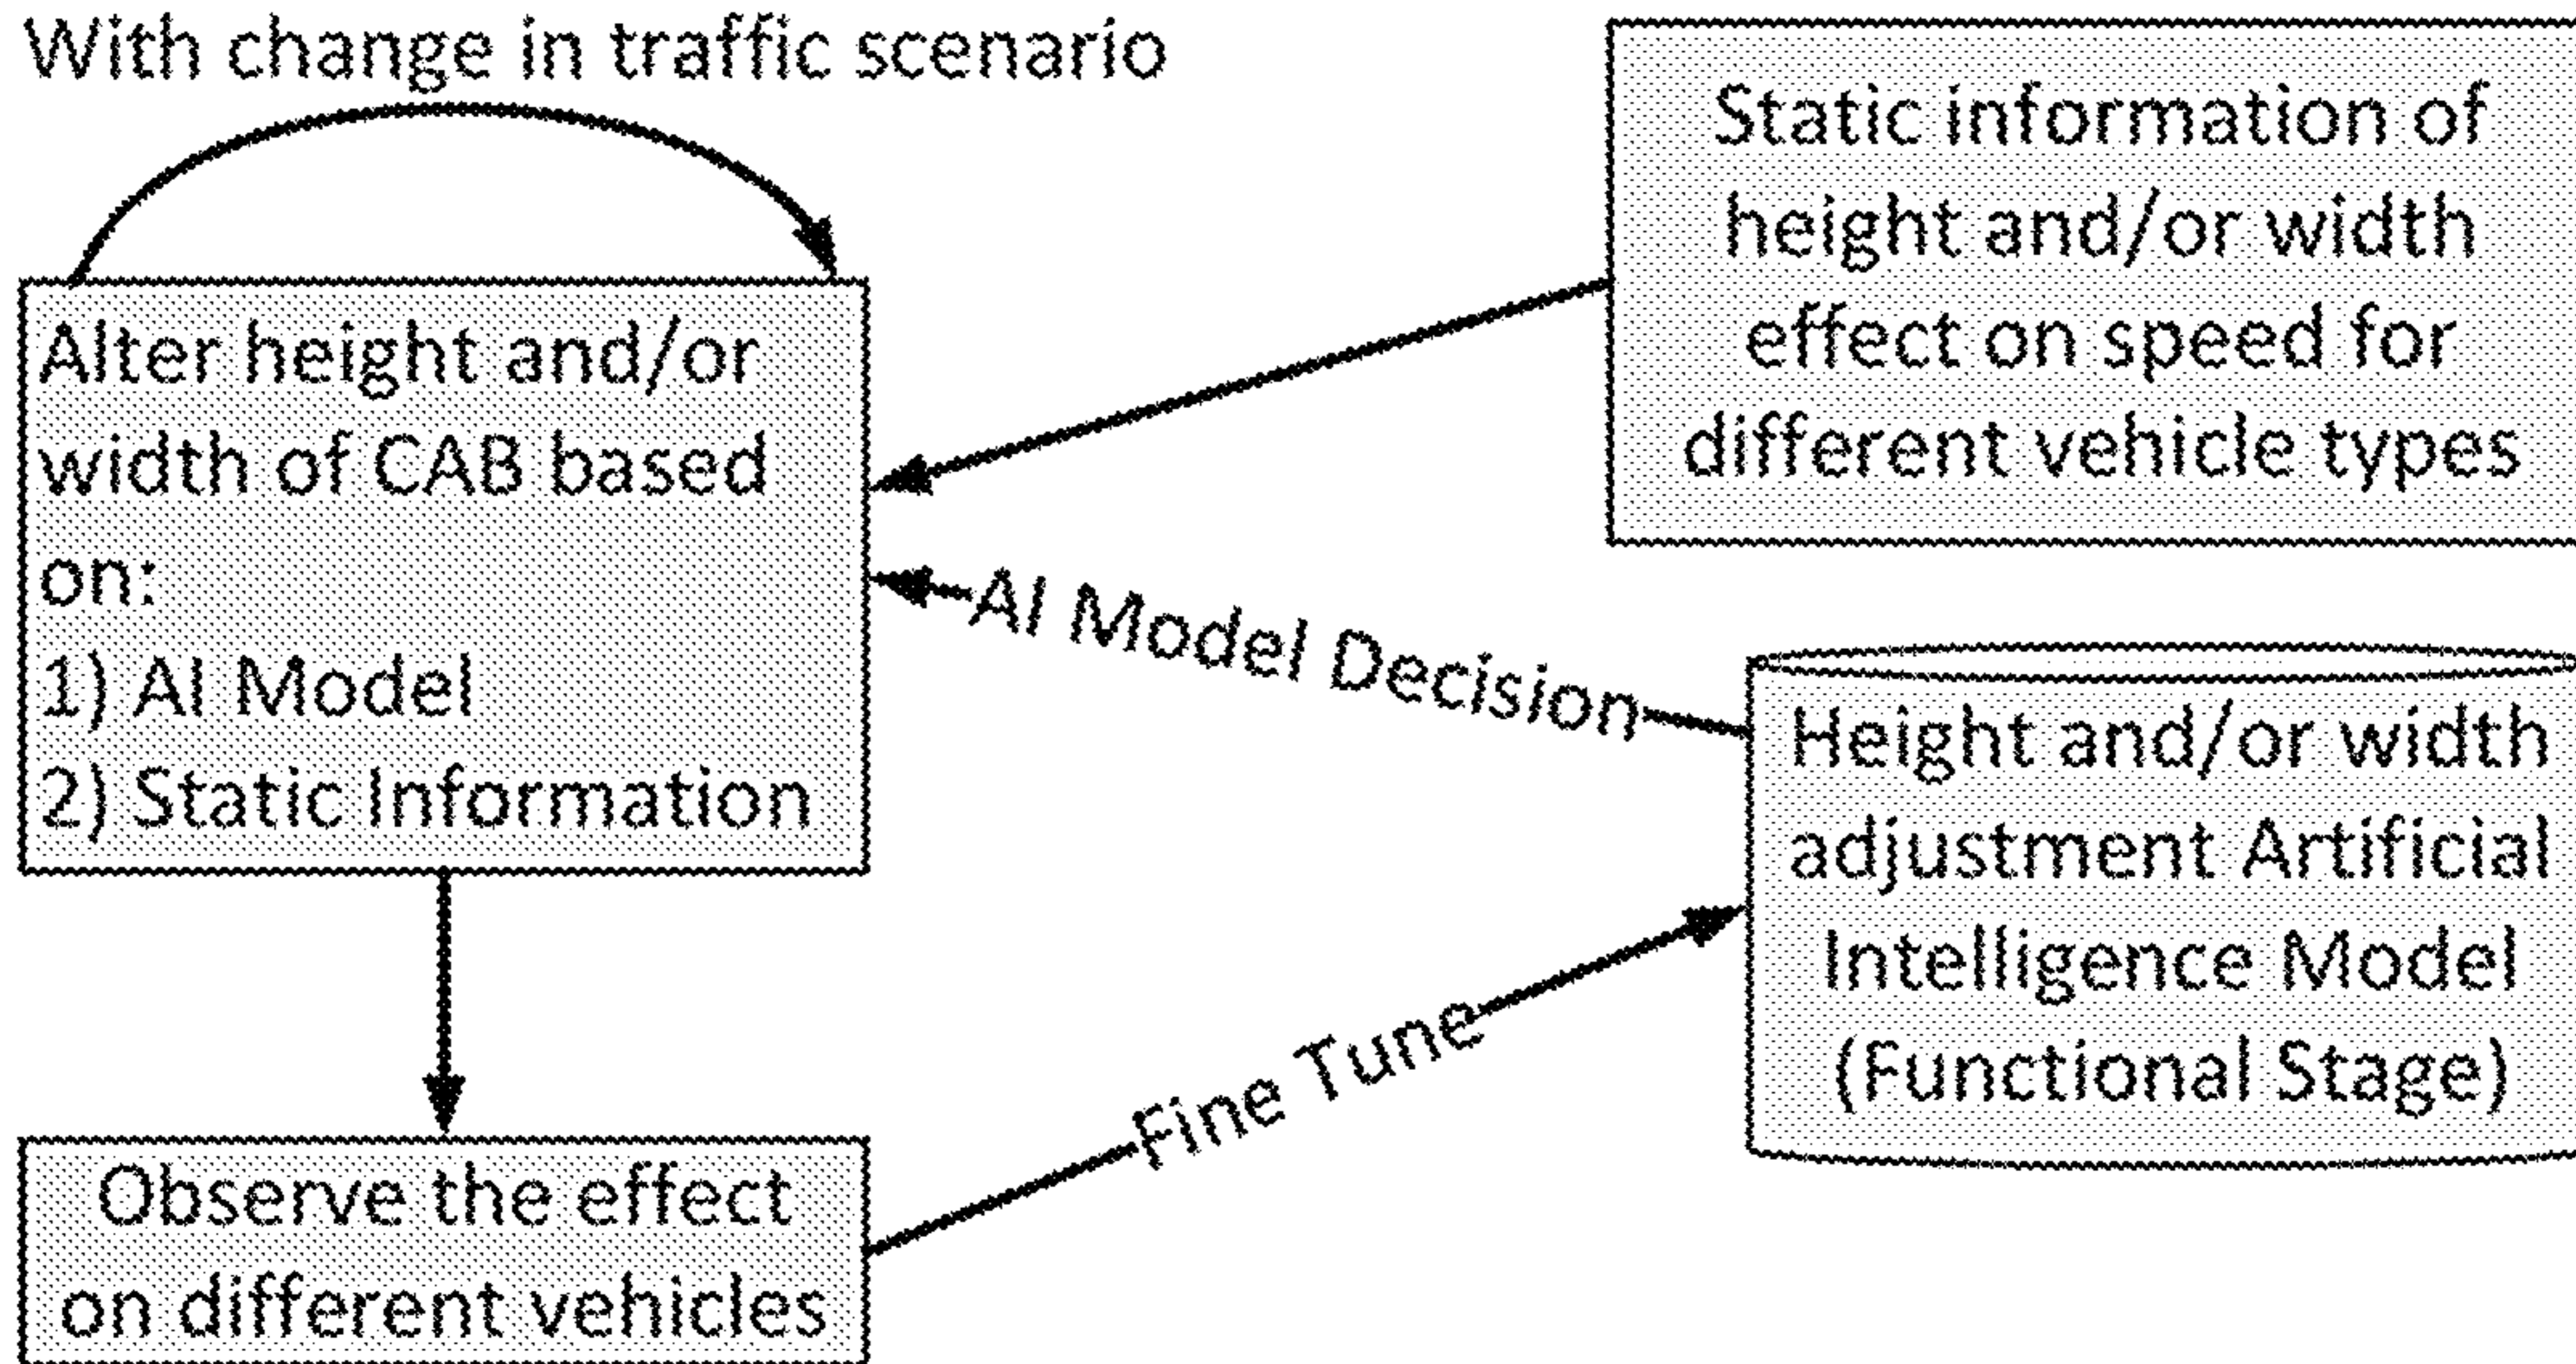 With change in traffic scenario
Alter height and/or
width of CAB based
on:
1) AI Model
2) Static Information
Static information of
height and/or width
effect on speed for
different vehicle types
AI Model Decision
Height and/or width
adjustment Artificial
Intelligence Model
(Functional Stage)
Fine Tune
Observe the effect
on different vehicles